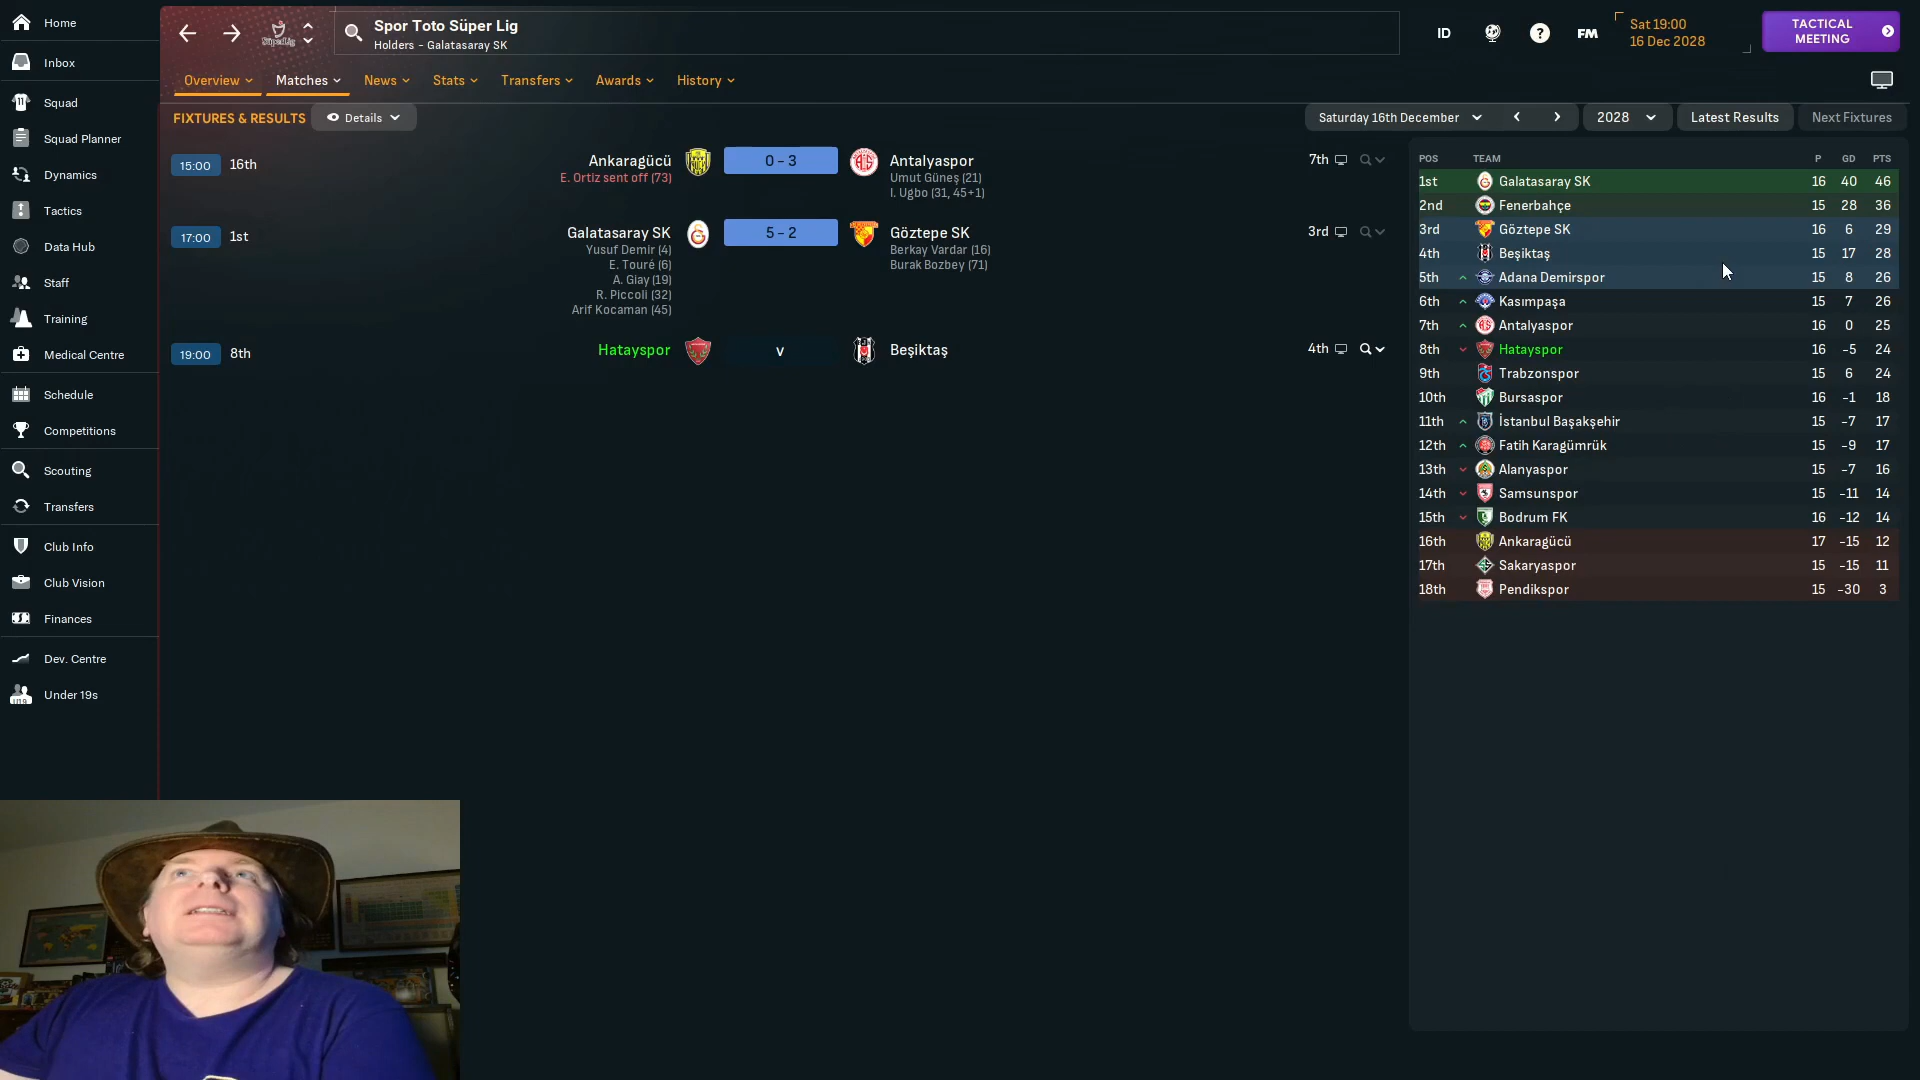 Home
Inbox
Squad
Squad Planner
Dynamics
Tactics
Data Hub
Staff
Training
Medical Centre
Schedule
Competitions
Scouting
Transfers
Club Info
Club Vision
Finances
Dev. Centre
Under 19s
Spor Toto Süper Lig
Holders - Galatasaray SK
ID
FM
Sat 19:00
16 Dec 2028
TACTICAL MEETING
Overview Matches News Stats Transfers Awards History
FIXTURES & RESULTS Details
Saturday 16th December 2028 Latest Results Next Fixtures
15:00 16th Ankaragücü 0 - 3 Antalyaspor 7th
E. Ortiz sent off (73) Umut Güneş (21)
I. Ugbo (31, 45+1)
17:00 1st Galatasaray SK 5 - 2 Göztepe SK 3rd
Yusuf Demir (4) Berkay Vardar (16)
E. Touré (6) Burak Bozbey (71)
A. Giay (19)
R. Piccoli (32)
Arif Kocaman (45)
19:00 8th Hatayspor v Beşiktaş 4th
POS TEAM P GD PTS
1st Galatasaray SK 16 40 46
2nd Fenerbahçe 15 28 36
3rd Göztepe SK 16 6 29
4th Beşiktaş 15 17 28
5th Adana Demirspor 15 8 26
6th Kasımpaşa 15 7 26
7th Antalyaspor 16 0 25
8th Hatayspor 16 -5 24
9th Trabzonspor 15 6 24
10th Bursaspor 16 -1 18
11th İstanbul Başakşehir 15 -7 17
12th Fatih Karagümrük 15 -9 17
13th Alanyaspor 15 -7 16
14th Samsunspor 15 -11 14
15th Bodrum FK 16 -12 14
16th Ankaragücü 17 -15 12
17th Sakaryaspor 15 -15 11
18th Pendikspor 15 -30 3